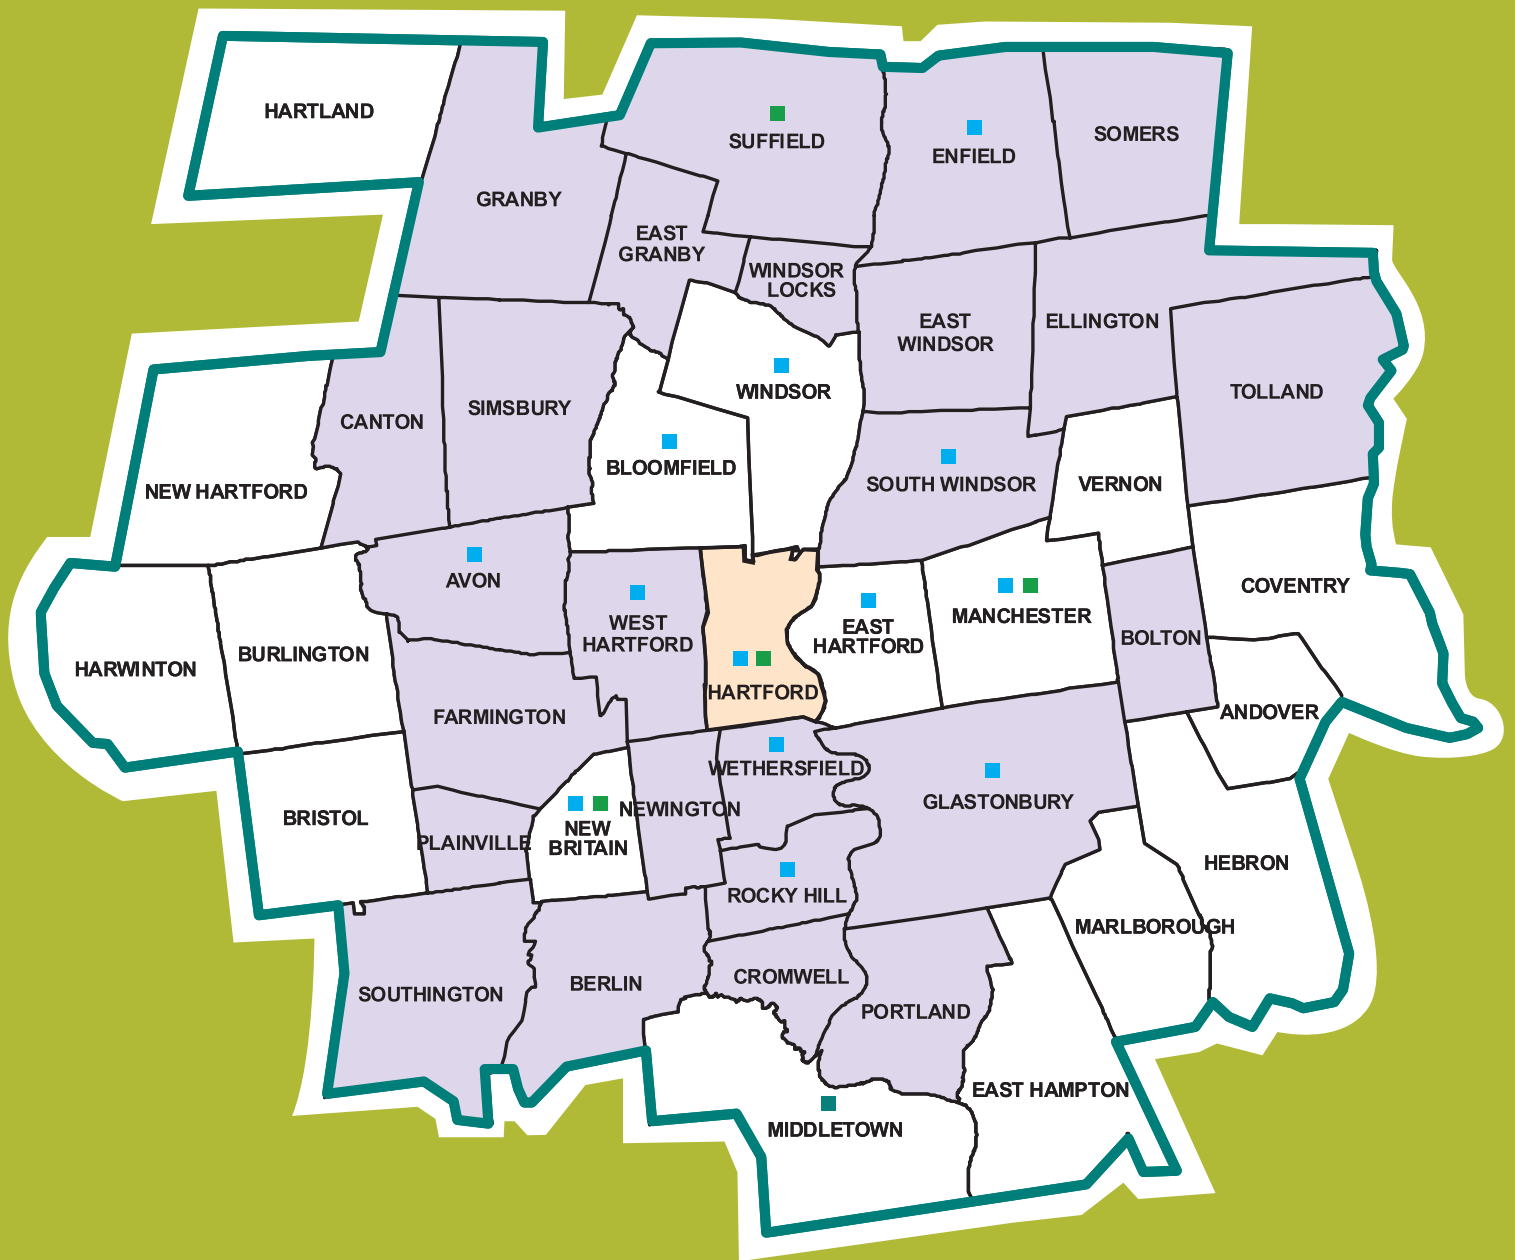 HARTLAND
SUFFIELD
ENFIELD
SOMERS
GRANBY
EAST
GRANBY
WINDSOR
LOCKS
EAST
WINDSOR
ELLINGTON
TOLLAND
CANTON
SIMSBURY
WINDSOR
BLOOMFIELD
SOUTH WINDSOR
VERNON
NEW HARTFORD
AVON
WEST
HARTFORD
EAST
HARTFORD
MANCHESTER
COVENTRY
BOLTON
HARWINTON
BURLINGTON
HARTFORD
ANDOVER
FARMINGTON
WETHERSFIELD
GLASTONBURY
BRISTOL
PLAINVILLE
NEW
BRITAIN
NEWINGTON
HEBRON
ROCKY HILL
MARLBOROUGH
SOUTHINGTON
BERLIN
CROMWELL
PORTLAND
EAST HAMPTON
MIDDLETOWN